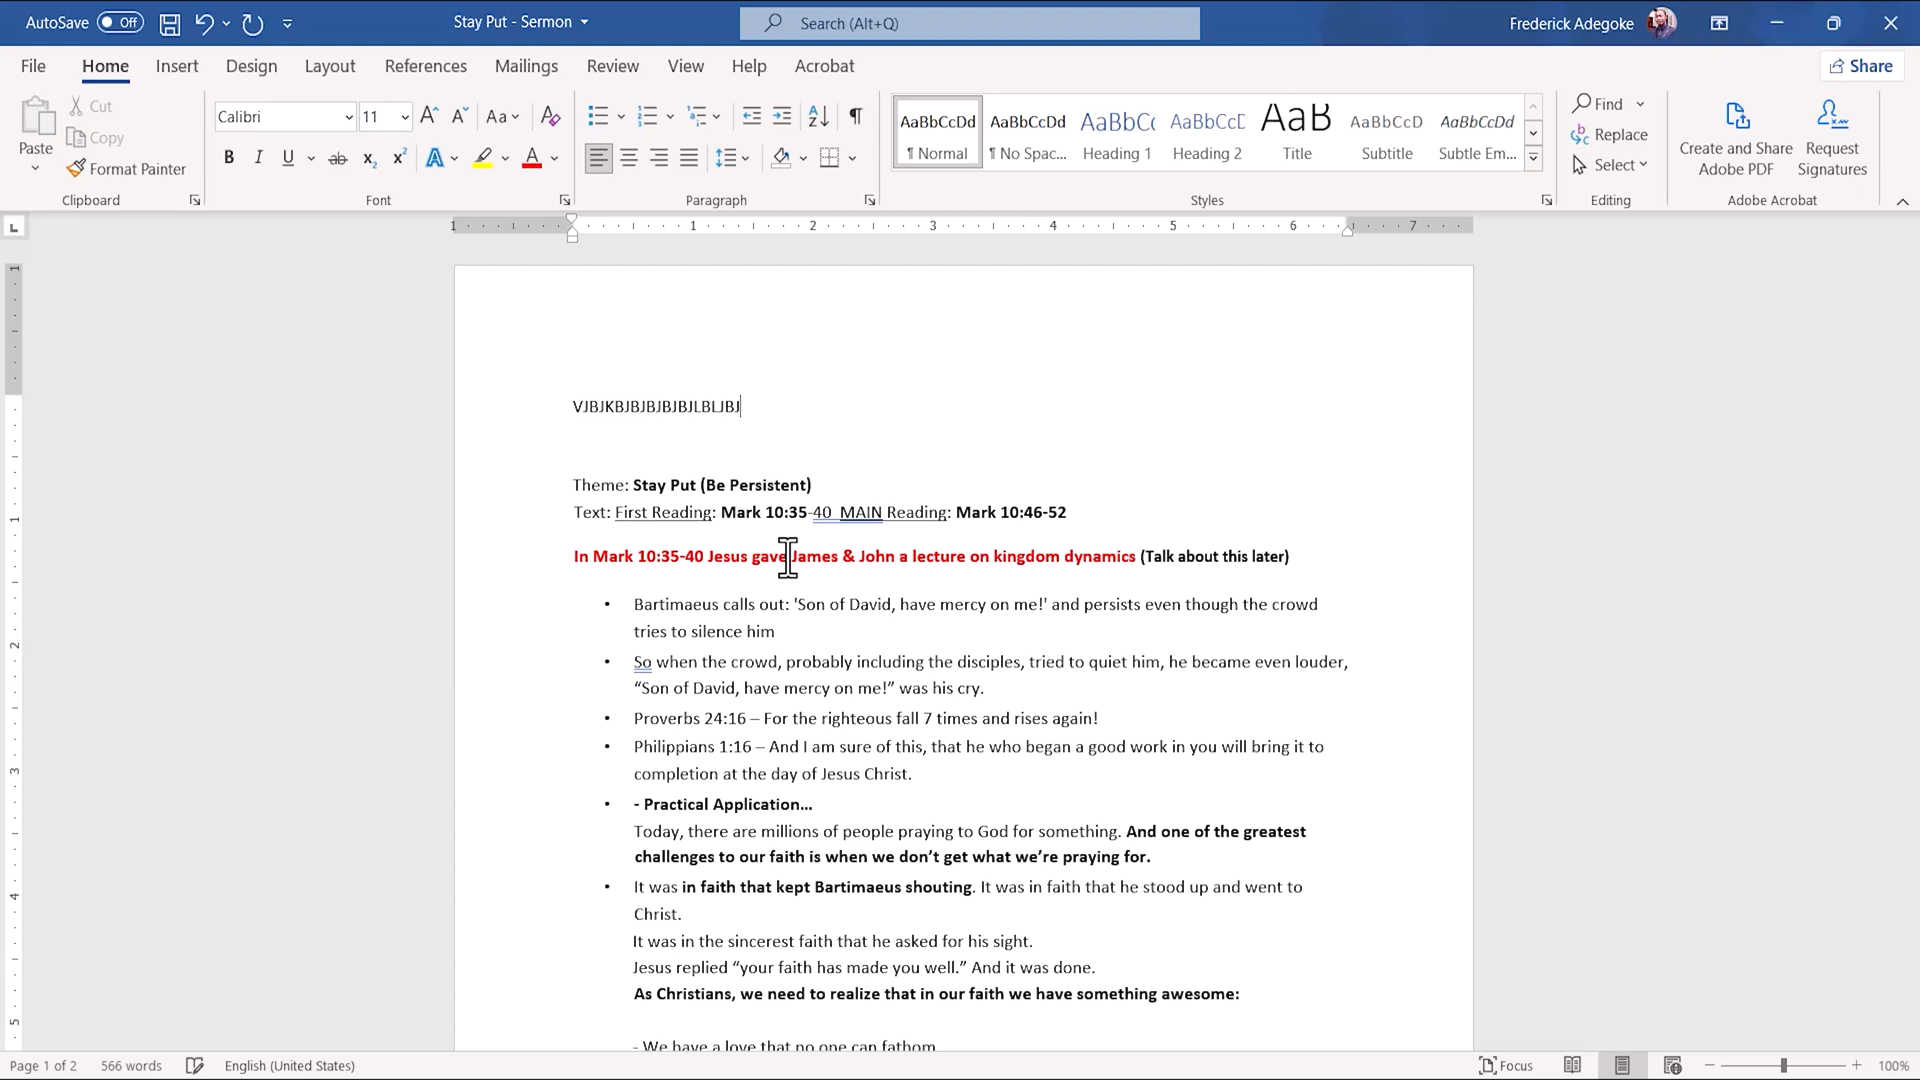 AutoSave Off Stay Put - Sermon Search (Alt+Q) Frederick Adegoke
File Home Insert Design Layout References Mailings Review View Help Acrobat Share
Paste Cut Copy Format Painter
Clipboard
Calibri 11
Font
Paragraph
AaBbCcDd AaBbCcDd AaBbC( AaBbCcE AaB AaBbCcD AaBbCcDd
¶ Normal ¶ No Spac... Heading 1 Heading 2 Title Subtitle Subtle Em...
Styles
Find
Replace
Select
Editing
Create and Share Adobe PDF
Request Signatures
Adobe Acrobat
1 1 2 3 4 5 6 7
VJBJKBJBJBJBJBJLBLJBJ
Theme: Stay Put (Be Persistent)
Text: First Reading: Mark 10:35-40 MAIN Reading: Mark 10:46-52
In Mark 10:35-40 Jesus gave James & John a lecture on kingdom dynamics (Talk about this later)
• Bartimaeus calls out: 'Son of David, have mercy on me!' and persists even though the crowd
tries to silence him
• So when the crowd, probably including the disciples, tried to quiet him, he became even louder,
“Son of David, have mercy on me!” was his cry.
• Proverbs 24:16 – For the righteous fall 7 times and rises again!
• Philippians 1:16 – And I am sure of this, that he who began a good work in you will bring it to
completion at the day of Jesus Christ.
• - Practical Application...
Today, there are millions of people praying to God for something. And one of the greatest
challenges to our faith is when we don’t get what we’re praying for.
• It was in faith that kept Bartimaeus shouting. It was in faith that he stood up and went to
Christ.
It was in the sincerest faith that he asked for his sight.
Jesus replied “your faith has made you well.” And it was done.
As Christians, we need to realize that in our faith we have something awesome:
- We have a love that no one can fathom
Page 1 of 2 566 words English (United States) Focus 100%